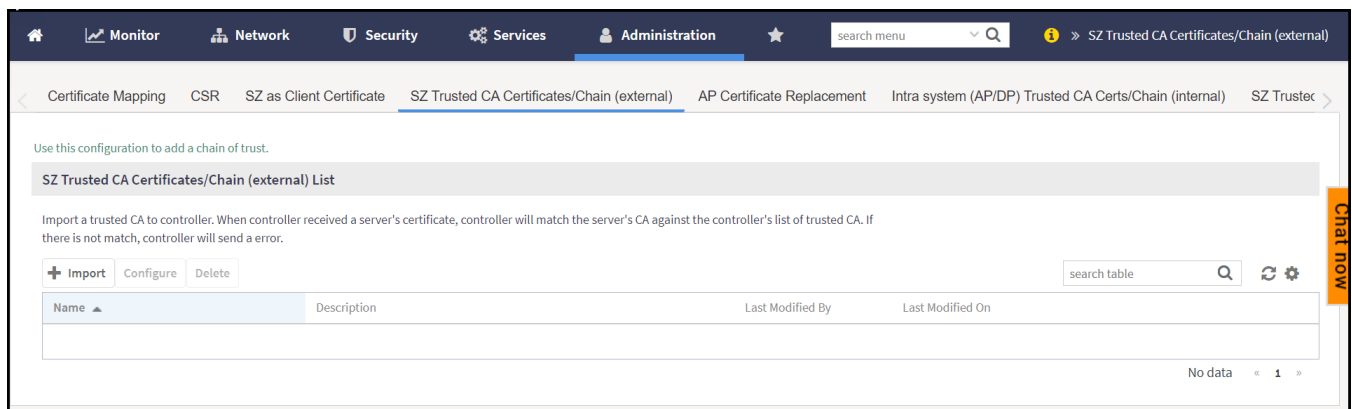 Monitor Network Security Services Administration search menu » SZ Trusted CA Certificates/Chain (external)
Certificate Mapping CSR SZ as Client Certificate SZ Trusted CA Certificates/Chain (external) AP Certificate Replacement Intra system (AP/DP) Trusted CA Certs/Chain (internal) SZ Trusted
Use this configuration to add a chain of trust.
SZ Trusted CA Certificates/Chain (external) List
Import a trusted CA to controller. When controller received a server's certificate, controller will match the server's CA against the controller's list of trusted CA. If
there is not match, controller will send a error.
Import Configure Delete search table
Name Description Last Modified By Last Modified On
No data « 1 »
Chat now